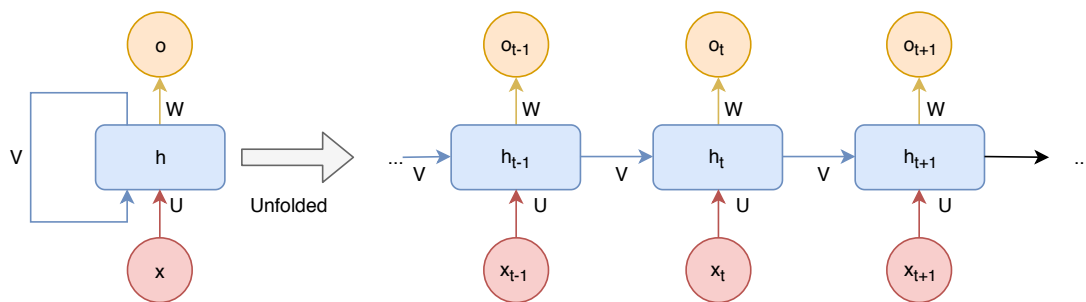 o
o_{t-1}
o_t
o_{t+1}
W
W
W
W
V
h
...
V
h_{t-1}
V
h_t
V
h_{t+1}
...
U
Unfolded
U
U
U
x
x_{t-1}
x_t
x_{t+1}